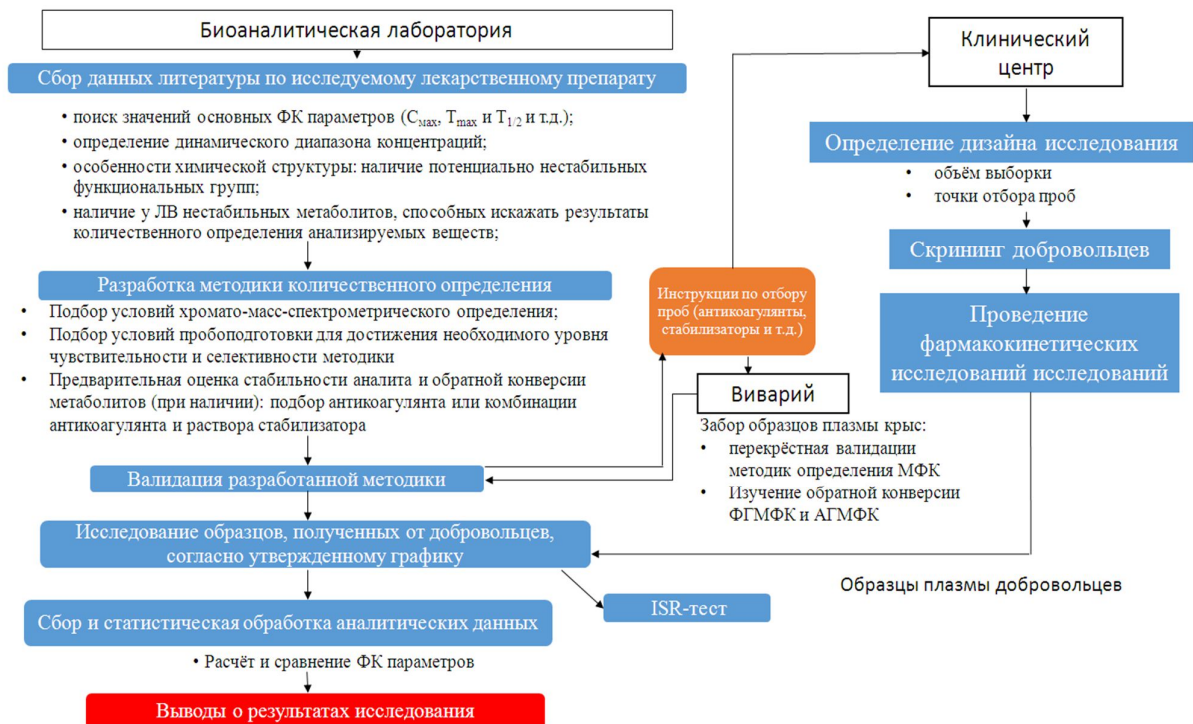 Биоаналитическая лаборатория
Сбор данных литературы по исследуемому лекарственному препарату
• поиск значений основных ФК параметров (Cмах, Tmax и T1/2 и т.д.);
• определение динамического диапазона концентраций;
• особенности химической структуры: наличие потенциально нестабильных
функциональных групп;
• наличие у ЛВ нестабильных метаболитов, способных искажать результаты
количественного определения анализируемых веществ;
Разработка методики количественного определения
• Подбор условий хромато-масс-спектрометрического определения;
• Подбор условий пробоподготовки для достижения необходимого уровня
чувствительности и селективности методики
• Предварительная оценка стабильности аналита и обратной конверсии
метаболитов (при наличии): подбор антикоагулянта или комбинации
антикоагулянта и раствора стабилизатора
Валидация разработанной методики
Исследование образцов, полученных от добровольцев,
согласно утвержденному графику
ISR-тест
Сбор и статистическая обработка аналитических данных
• Расчёт и сравнение ФК параметров
Выводы о результатах исследования
Инструкции по отбору
проб (антикоагулянты,
стабилизаторы и т.д.)
Виварий
Забор образцов плазмы крыс:
• перекрёстная валидации
методик определения МФК
• Изучение обратной конверсии
ФГМФК и АГМФК
Клинический
центр
Определение дизайна исследования
• объём выборки
• точки отбора проб
Скрининг добровольцев
Проведение
фармакокинетических
исследований исследований
Образцы плазмы добровольцев